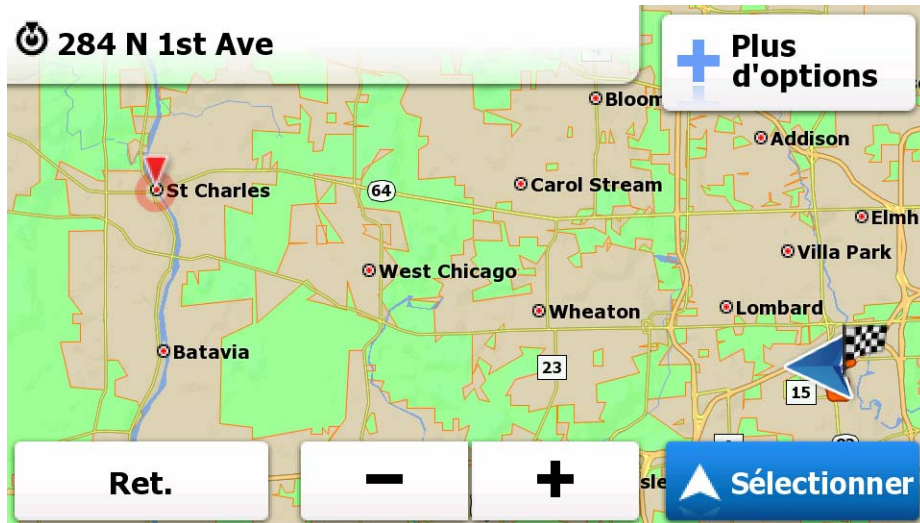 284 N 1st Ave
Plus
d'options
Bloom
Addison
St Charles
64
Carol Stream
Elmh
Villa Park
West Chicago
Wheaton
Lombard
Batavia
23
15
Ret.
−
+
sle
Sélectionner